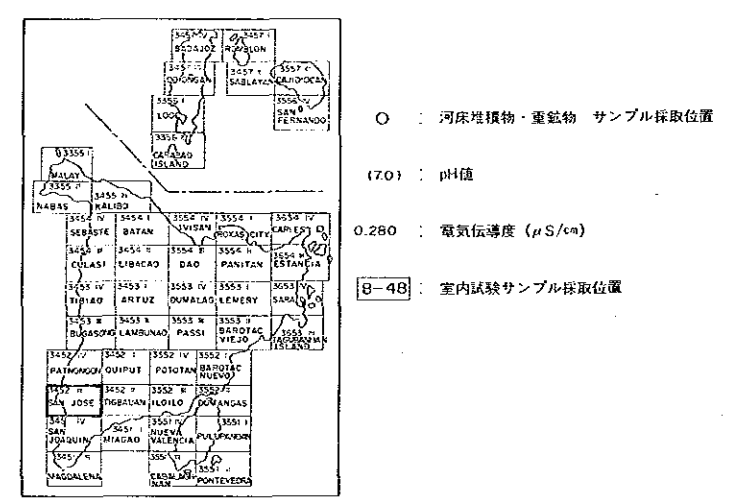 3457 IV 3457 I
BADAJOZ ROMBLON
ODIONGAN
3457 II
SABLAYAN
3557
CAJIDIOCAN
3356 I
LOOC
3556 IV
SAN
FERNANDO
3356
CARABAO
ISLAND
3355 I
MALAY
3355 II
NABAS
3455 III
KALIBO
3454 IV 3454 I 3554 IV 3554 I 3654 IV
SEBASTE BATAN IVISAN ROXAS CITY CARLES
3454 III 3454 II 3554 III 3554 II 3654 III
CULASI LIBACAO DAO PANITAN ESTANCIA
3453 IV 3453 I 3553 IV 3553 I 3653 IV
TIBIAO ARTUZ DUMALAG LEMERY SARA
3453 III 3453 II 3553 III 3553 II 3653 III
BUGASONG LAMBUNAO PASSI BAROTAC VIEJO TAGUBANHAN ISLAND
3452 IV 3452 I 3552 IV 3552 I
PATNONGON QUIPUT POTOTAN BAROTAC NUEVO
3452 III 3452 II 3552 III 3552 II
SAN JOSE TIGBAUAN ILOILO DUMANGAS
3451 IV 3451 I 3551 IV 3551 I
SAN JOAQUIN MIAGAO NUEVA VALENCIA PULUPANDAN
3451 III
MAGDALENA
3551 II
PONTEVEDRA
O : 河床堆積物・重鉱物 サンプル採取位置
(7.0) : pH値
0.280 :電気伝導度 (μS/cm)
8-48 : 室内試験サンプル採取位置